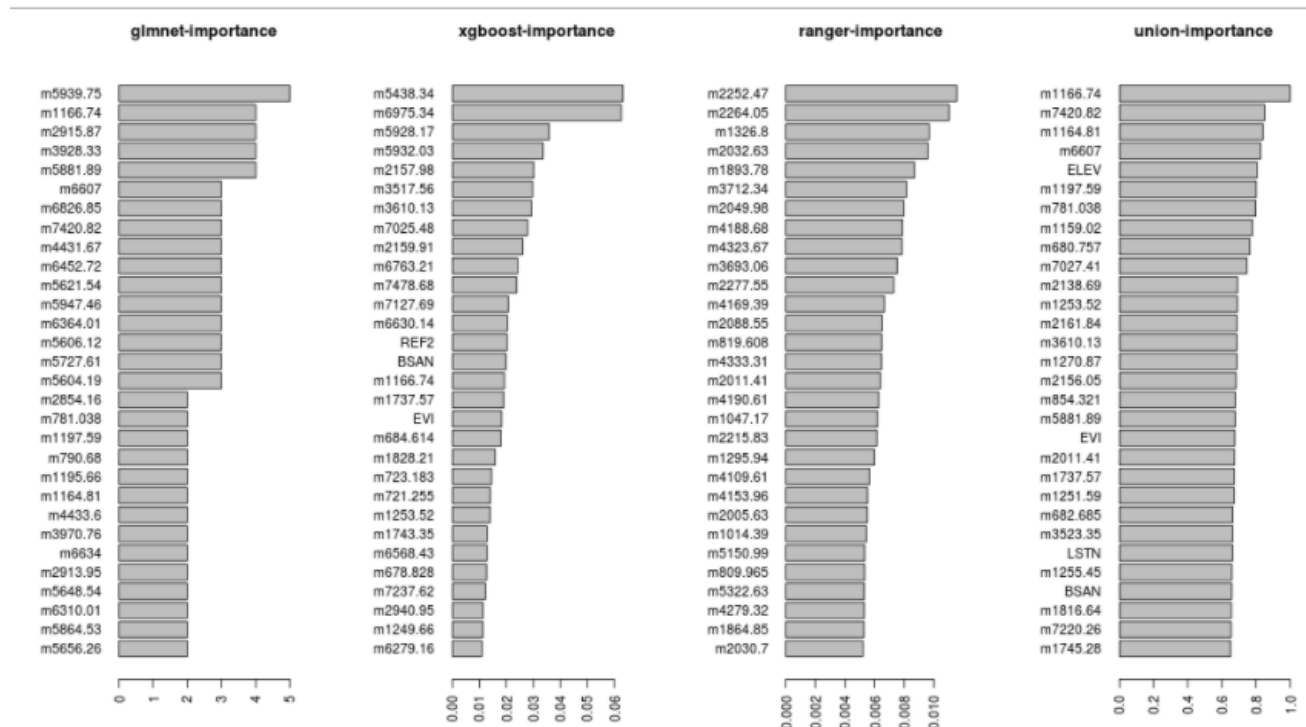 glmnet-importance
m5939.75
m1166.74
m2915.87
m3928.33
m5881.89
m6607
m6826.85
m7420.82
m4431.67
m6452.72
m5621.54
m5947.46
m6364.01
m5606.12
m5727.61
m5604.19
m2854.16
m781.038
m1197.59
m790.68
m1195.66
m1164.81
m4433.6
m3970.76
m6634
m2913.95
m5648.54
m6310.01
m5864.53
m5656.26
0
1
2
3
4
5
xgboost-importance
m5438.34
m6975.34
m5928.17
m5932.03
m2157.98
m3517.56
m3610.13
m7025.48
m2159.91
m6763.21
m7478.68
m7127.69
m6630.14
REF2
BSAN
m1166.74
m1737.57
EVI
m684.614
m1828.21
m723.183
m721.255
m1253.52
m1743.35
m6568.43
m678.828
m7237.62
m2940.95
m1249.66
m6279.16
0.00
0.01
0.02
0.03
0.04
0.05
0.06
ranger-importance
m2252.47
m2264.05
m1326.8
m2032.63
m1893.78
m3712.34
m2049.98
m4188.68
m4323.67
m3693.06
m2277.55
m4169.39
m2088.55
m819.608
m4333.31
m2011.41
m4190.61
m1047.17
m2215.83
m1295.94
m4109.61
m4153.96
m2005.63
m1014.39
m5150.99
m809.965
m5322.63
m4279.32
m1864.85
m2030.7
0.000
0.002
0.004
0.006
0.008
0.010
union-importance
m1166.74
m7420.82
m1164.81
m6607
ELEV
m1197.59
m781.038
m1159.02
m680.757
m7027.41
m2138.69
m1253.52
m2161.84
m3610.13
m1270.87
m2156.05
m854.321
m5881.89
EVI
m2011.41
m1737.57
m1251.59
m682.685
m3523.35
LSTN
m1255.45
BSAN
m1816.64
m7220.26
m1745.28
0.0
0.2
0.4
0.6
0.8
1.0